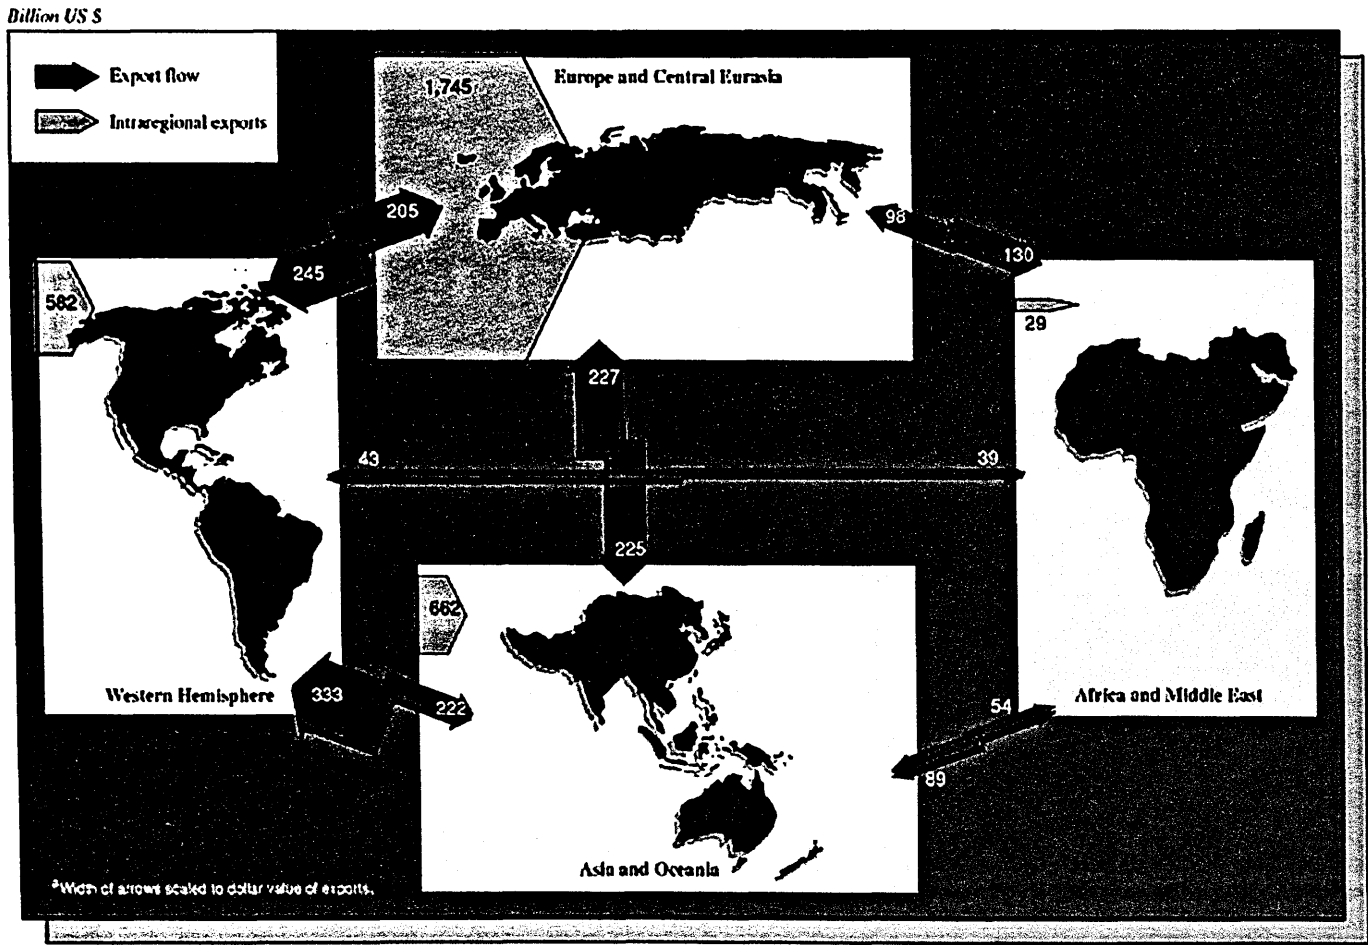 Billion US $
Export flow
Intraregional exports
1,745
Europe and Central Eurasia
205
98
130
245
582
29
227
43
39
225
662
333
222
Western Hemisphere
54
Africa and Middle East
89
Asia and Oceania
ᵃWidth of arrows scaled to dollar value of exports.